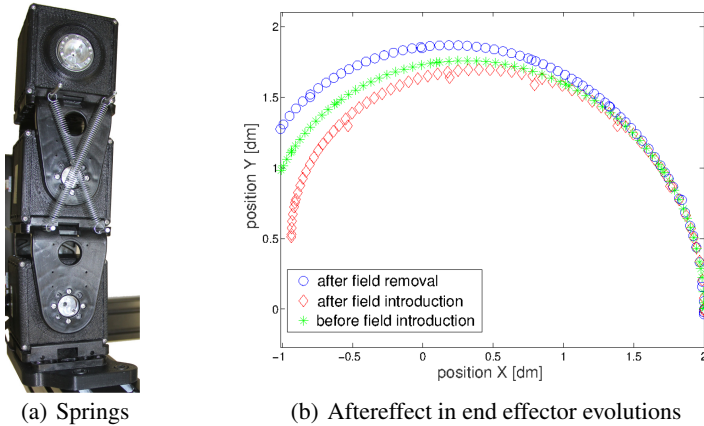 2
1.5
1
0.5
0
position Y [dm]
after field removal
after field introduction
before field introduction
-1
-0.5
0
0.5
1
1.5
2
position X [dm]
(a) Springs
(b) Aftereffect in end effector evolutions